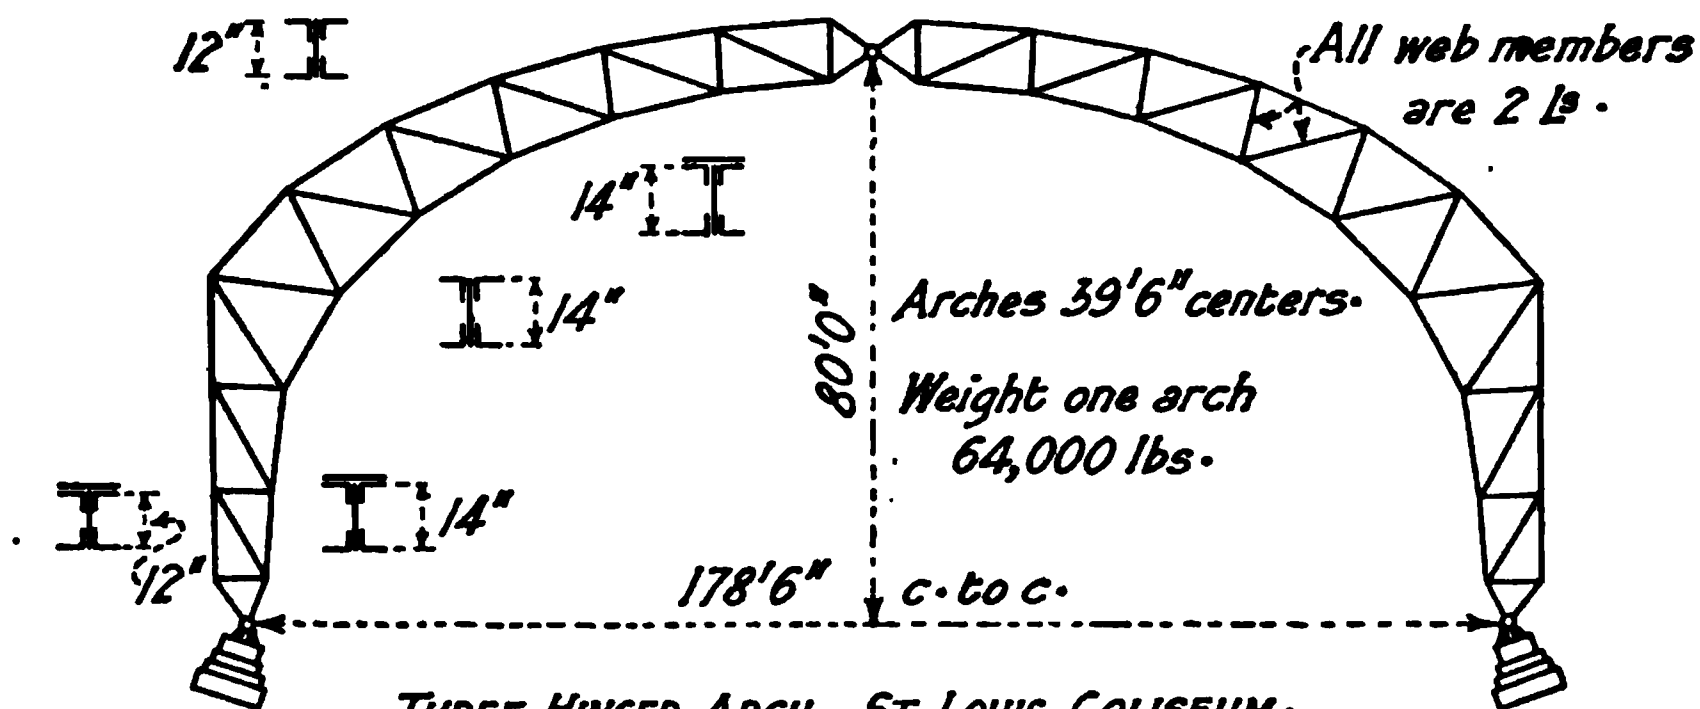 12"
All web members
are 2 Ls.
14"
14"
80'0"
Arches 39'6" centers.
Weight one arch
64,000 lbs.
14"
12"
178'6" c. to c.
THREE HINGED ARCH ST. LOUIS COLISEUM.